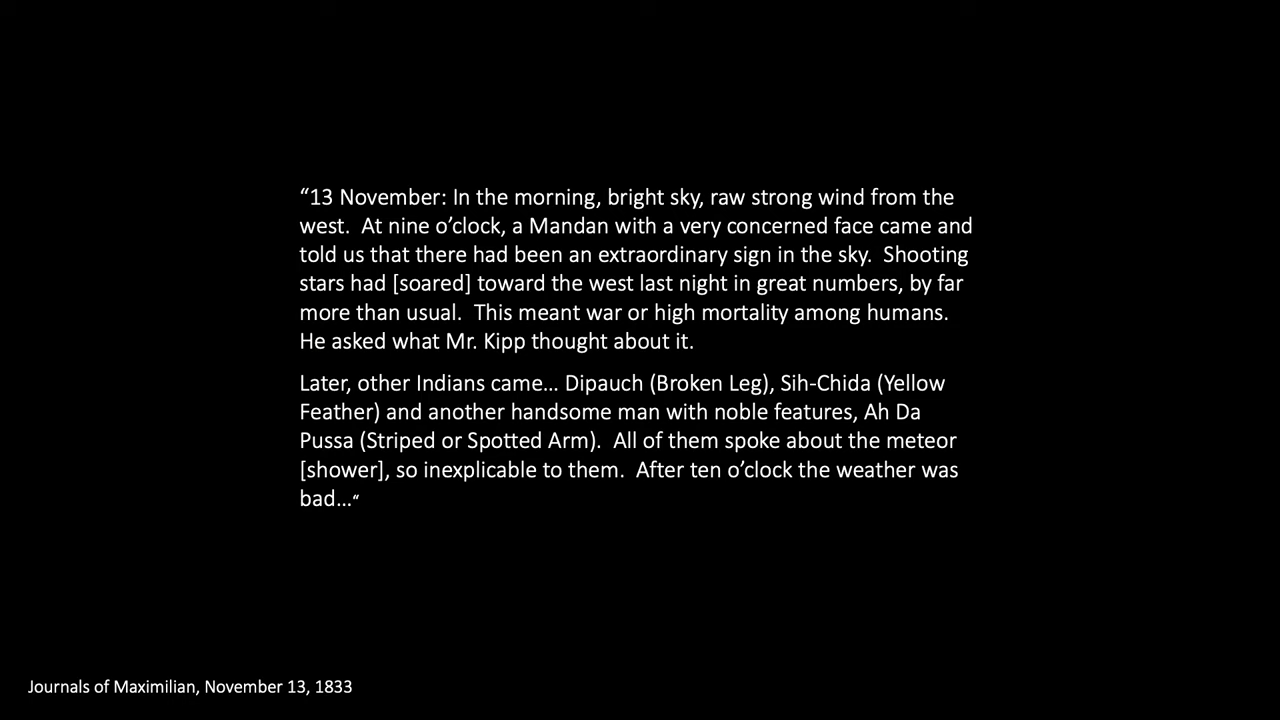 “13 November: In the morning, bright sky, raw strong wind from the
west.  At nine o’clock, a Mandan with a very concerned face came and
told us that there had been an extraordinary sign in the sky.  Shooting
stars had [soared] toward the west last night in great numbers, by far
more than usual.  This meant war or high mortality among humans.
He asked what Mr. Kipp thought about it.
Later, other Indians came… Dipauch (Broken Leg), Sih-Chida (Yellow
Feather) and another handsome man with noble features, Ah Da
Pussa (Striped or Spotted Arm).  All of them spoke about the meteor
[shower], so inexplicable to them.  After ten o’clock the weather was
bad…“
Journals of Maximilian, November 13, 1833